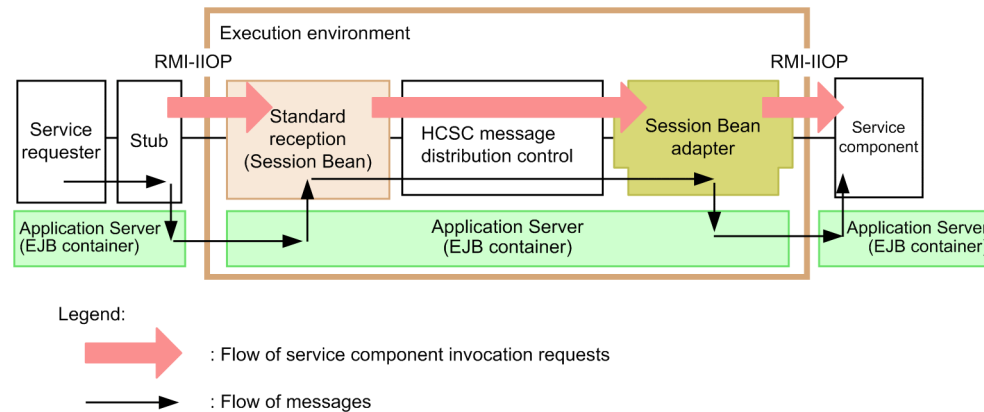 Execution environment
RMI-IIOP
RMI-IIOP
Service
requester
Stub
Standard
reception
(Session Bean)
HCSC message
distribution control
Session Bean
adapter
Service
component
Application Server
(EJB container)
Application Server
(EJB container)
Application Server
(EJB container)
Legend:
: Flow of service component invocation requests
: Flow of messages